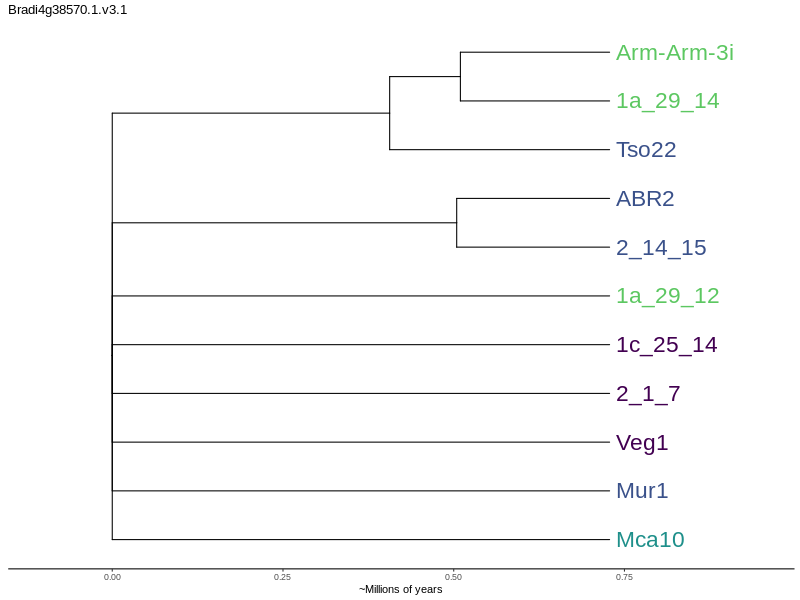 Bradi4g38570.1.v3.1
Arm-Arm-3i
1a_29_14
Tso22
ABR2
2_14_15
1a_29_12
1c_25_14
2_1_7
Veg1
Mur1
Mca10
0.00 0.25 0.50 0.75
~Millions of years